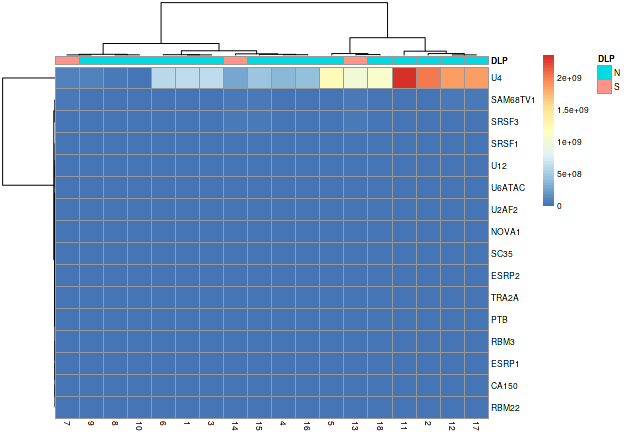 DLP
U4
SAM68TV1
SRSF3
SRSF1
U12
U6ATAC
U2AF2
NOVA1
SC35
ESRP2
TRA2A
PTB
RBM3
ESRP1
CA150
RBM22
7 9 8 10 6 1 3 14 15 4 16 5 13 18 11 2 12 17
2e+09
1.5e+09
1e+09
5e+08
0
DLP
N
S